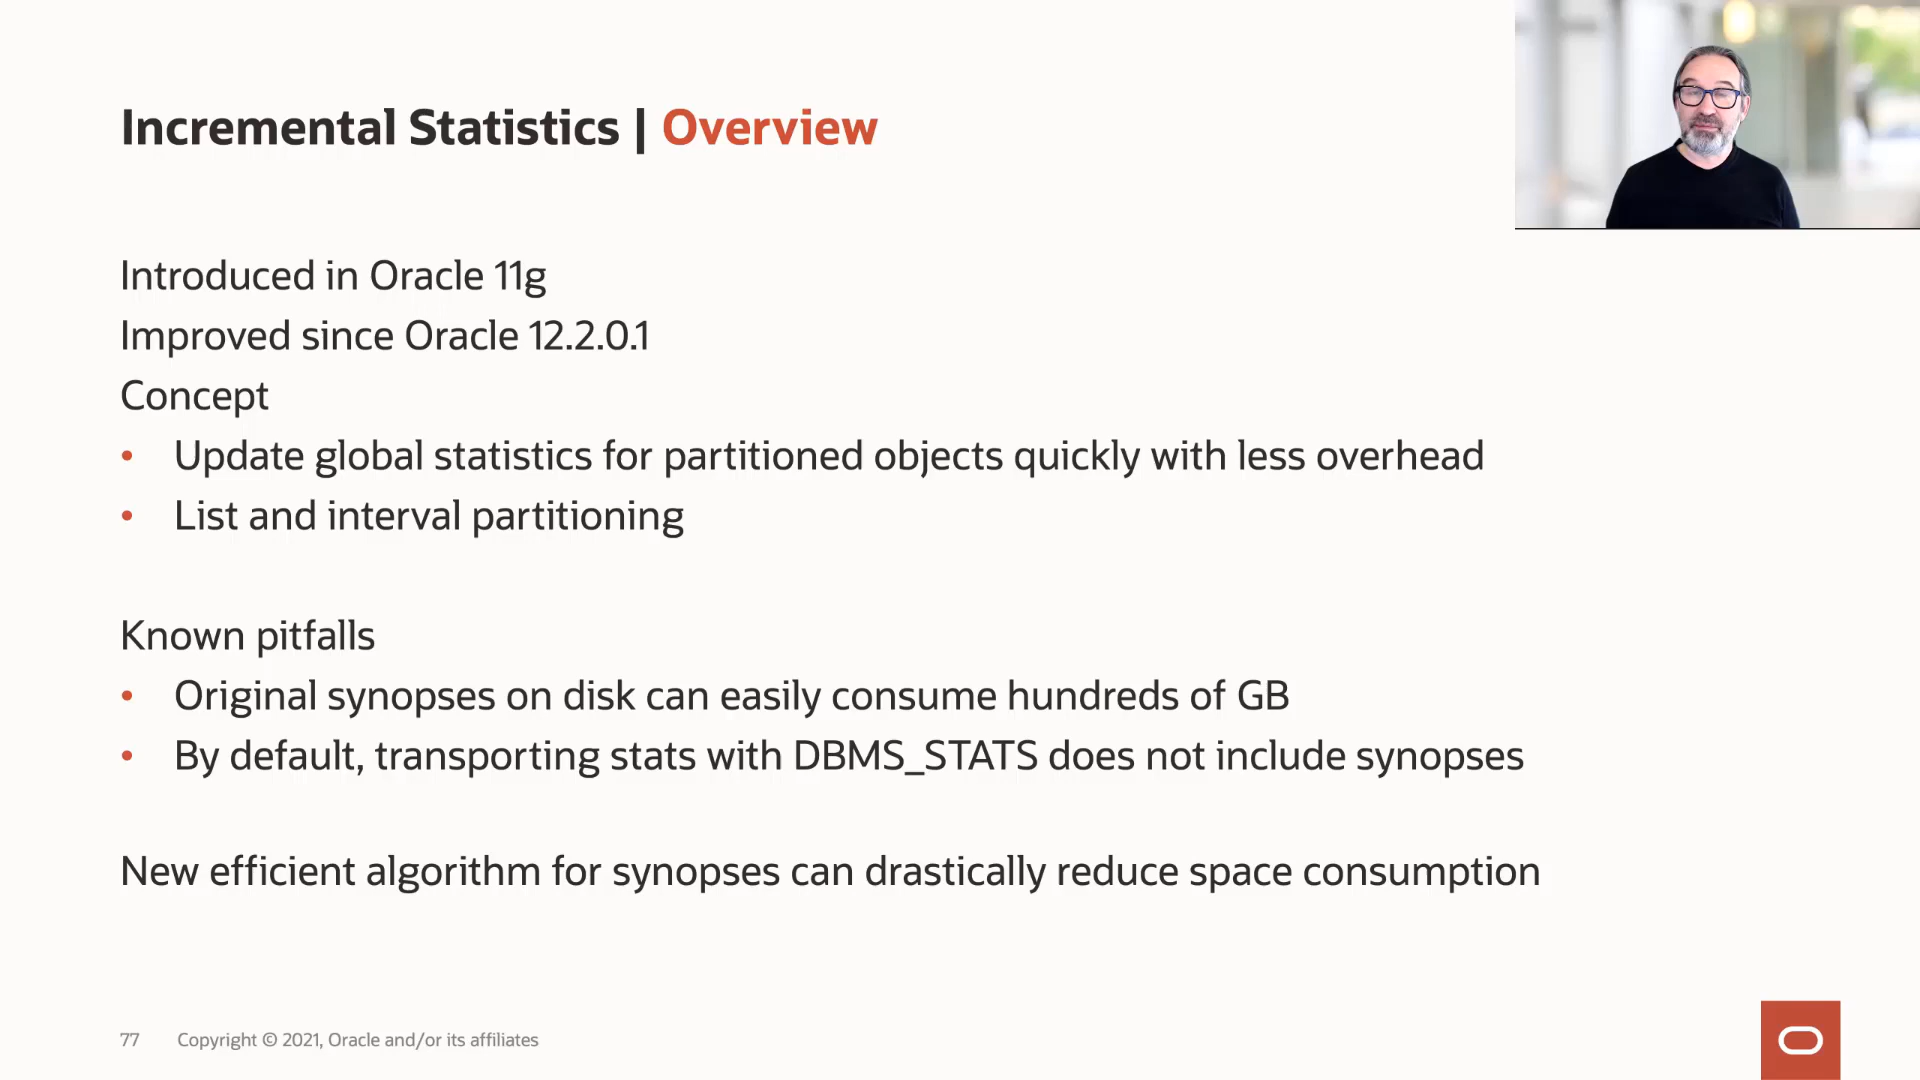 Incremental Statistics | Overview
Introduced in Oracle 11g
Improved since Oracle 12.2.0.1
Concept
• Update global statistics for partitioned objects quickly with less overhead
• List and interval partitioning
Known pitfalls
• Original synopses on disk can easily consume hundreds of GB
• By default, transporting stats with DBMS_STATS does not include synopses
New efficient algorithm for synopses can drastically reduce space consumption
77 Copyright © 2021, Oracle and/or its affiliates